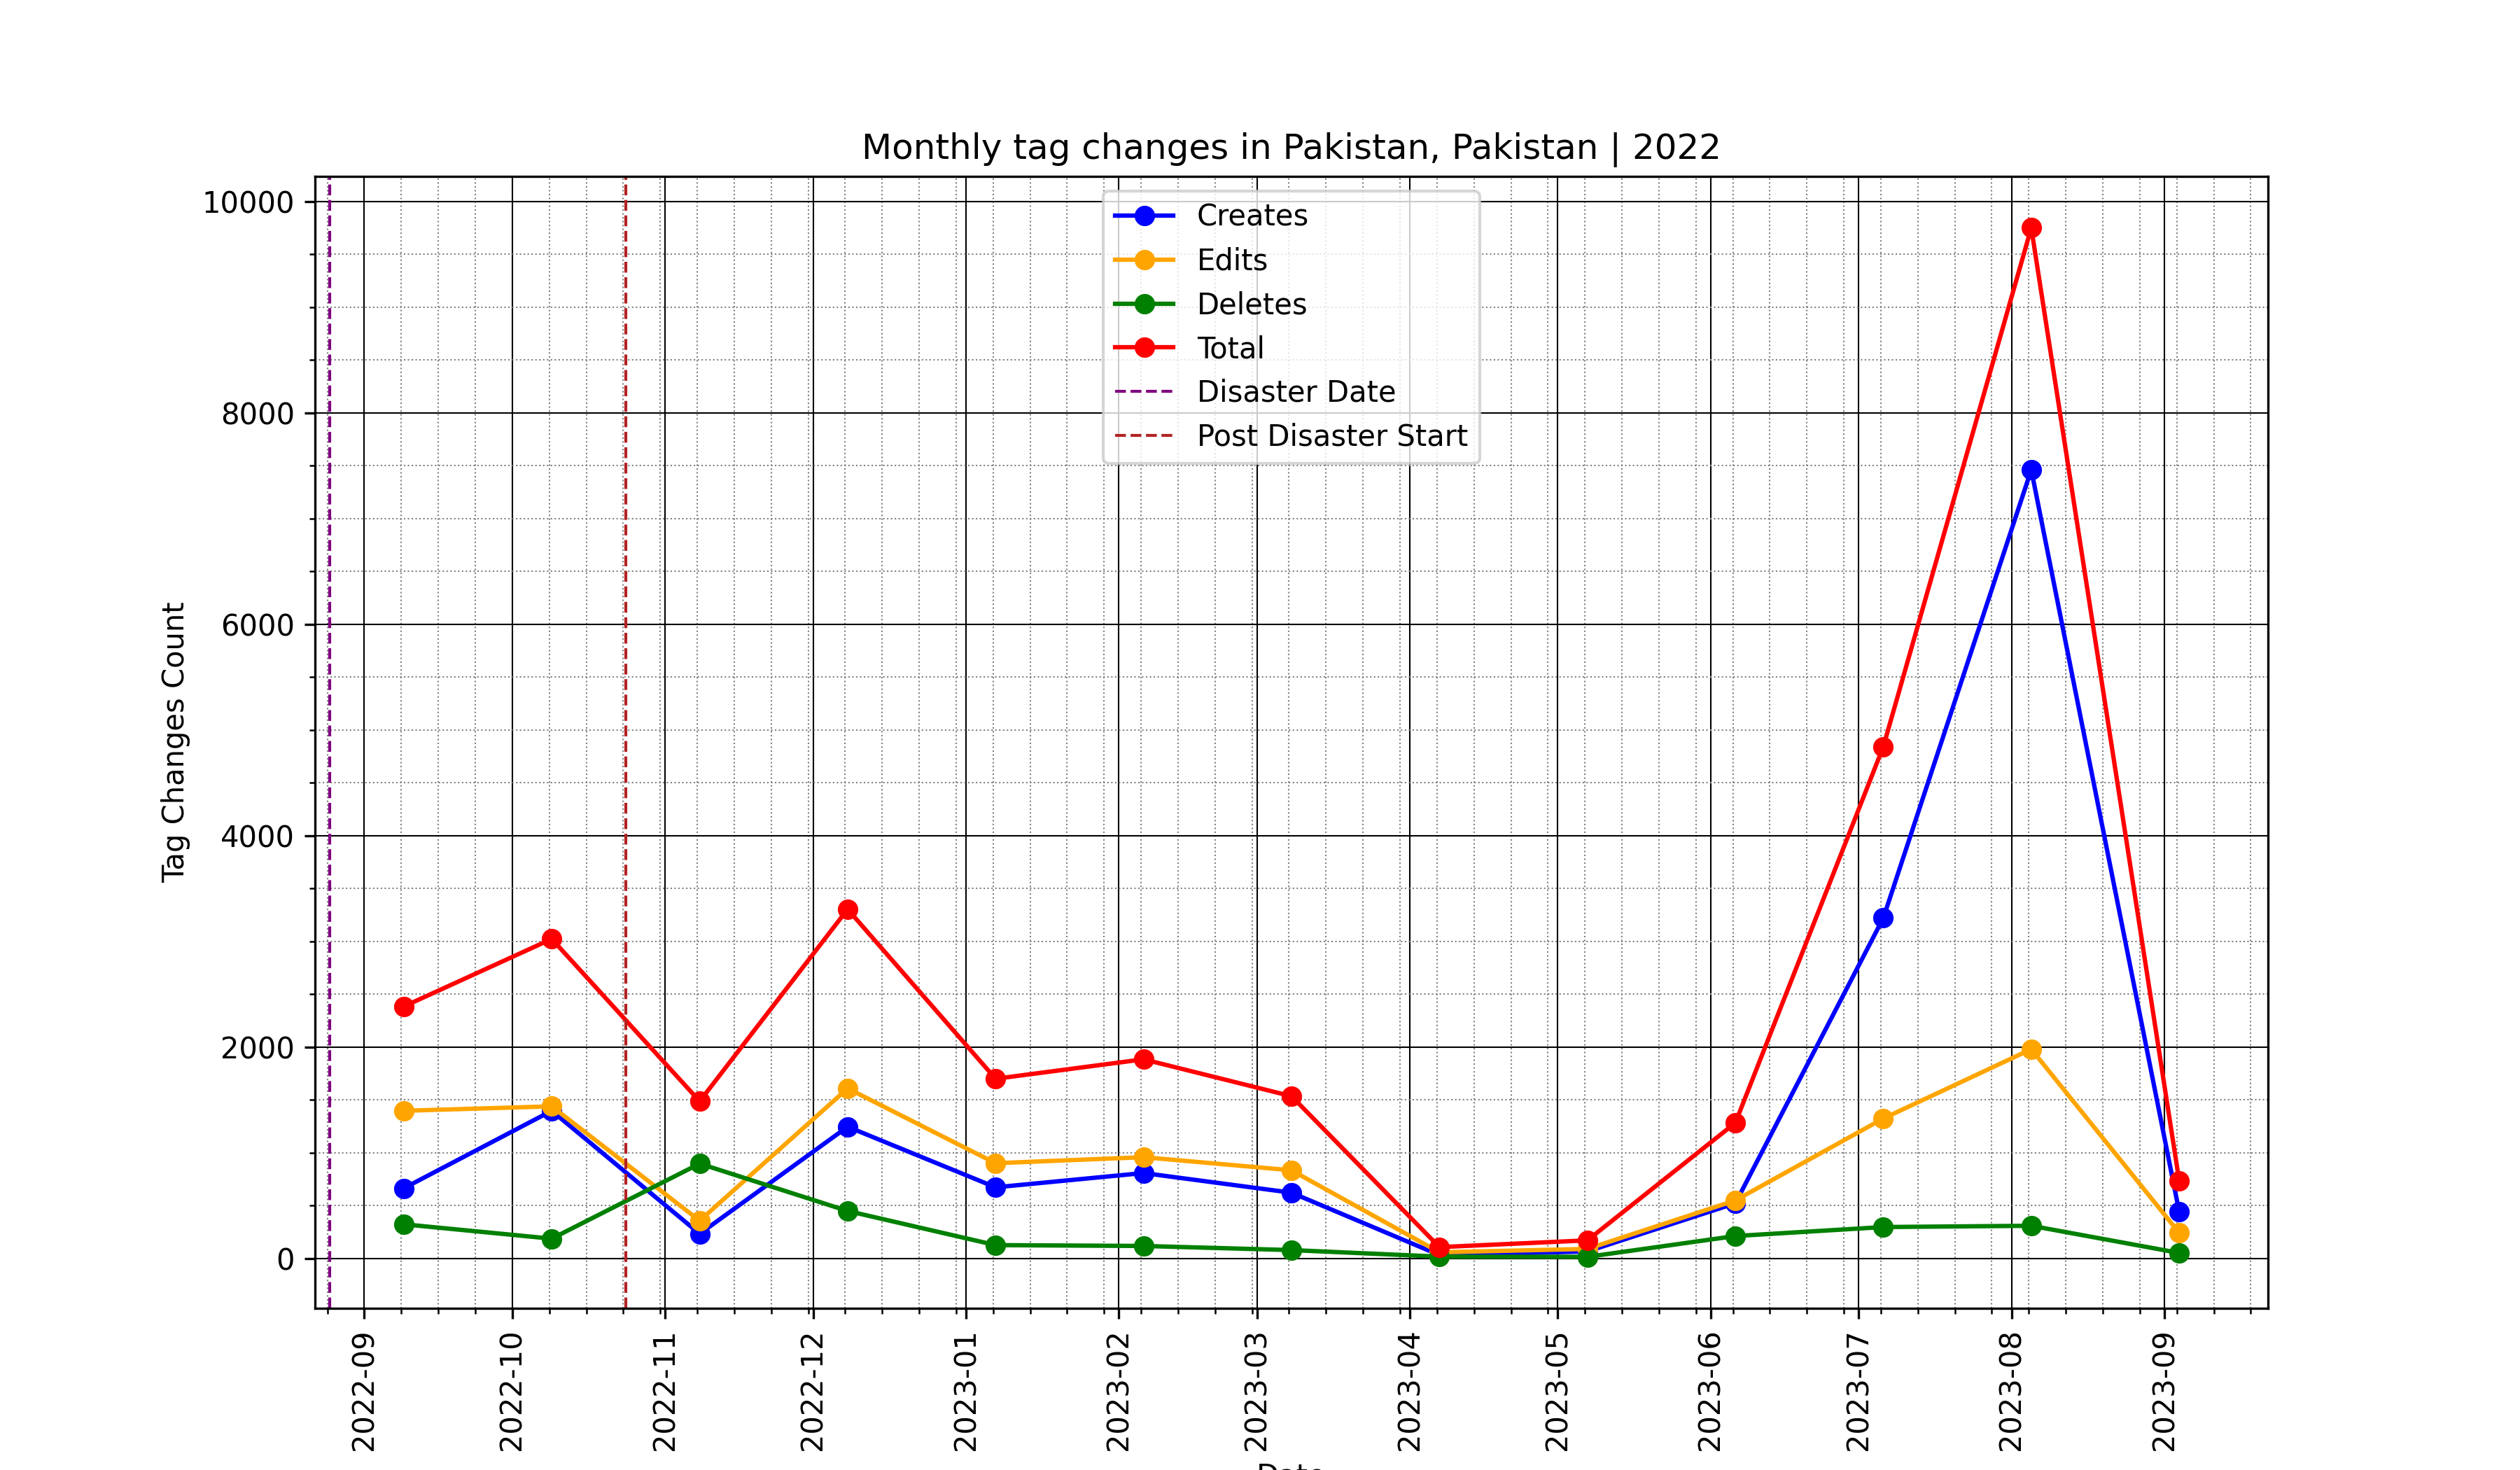 Monthly tag changes in Pakistan, Pakistan | 2022
Creates
Edits
Deletes
Total
Disaster Date
Post Disaster Start
Tag Changes Count
10000
8000
6000
4000
2000
0
2022-09
2022-10
2022-11
2022-12
2023-01
2023-02
2023-03
2023-04
2023-05
2023-06
2023-07
2023-08
2023-09
Date